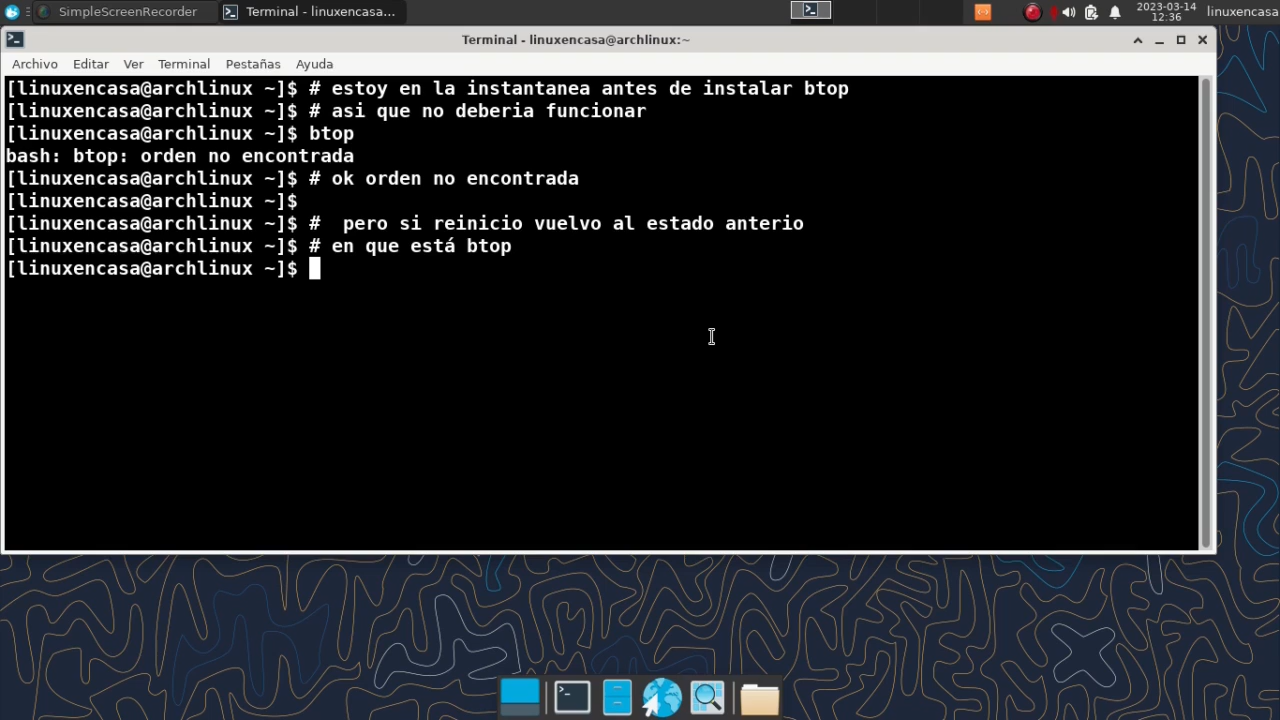 SimpleScreenRecorder
Terminal - linuxencasa...
2023-03-14
12:36
linuxencasa
Terminal - linuxencasa@archlinux:~
Archivo Editar Ver Terminal Pestañas Ayuda
[linuxencasa@archlinux ~]$ # estoy en la instantanea antes de instalar btop
[linuxencasa@archlinux ~]$ # asi que no deberia funcionar
[linuxencasa@archlinux ~]$ btop
bash: btop: orden no encontrada
[linuxencasa@archlinux ~]$ # ok orden no encontrada
[linuxencasa@archlinux ~]$
[linuxencasa@archlinux ~]$ #  pero si reinicio vuelvo al estado anterio
[linuxencasa@archlinux ~]$ # en que está btop
[linuxencasa@archlinux ~]$